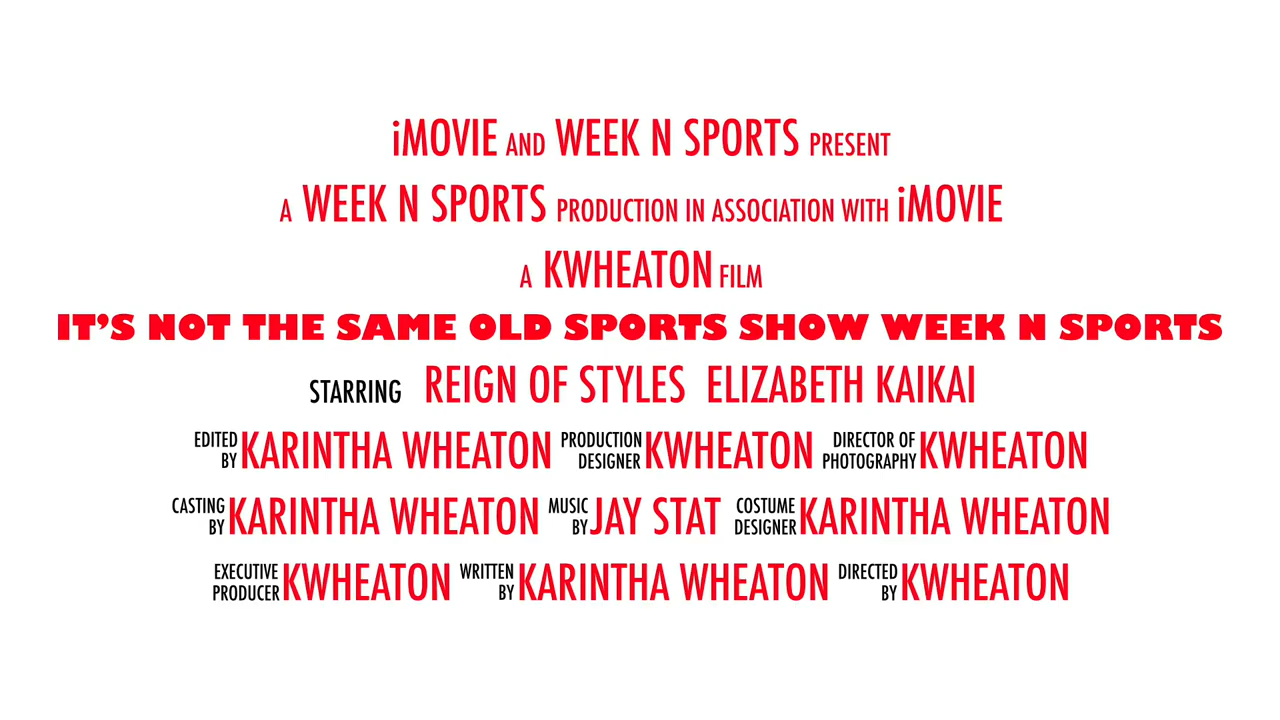 iMOVIE AND WEEK N SPORTS PRESENT
A WEEK N SPORTS PRODUCTION IN ASSOCIATION WITH iMOVIE
A KWHEATON FILM
IT'S NOT THE SAME OLD SPORTS SHOW WEEK N SPORTS
STARRING REIGN OF STYLES ELIZABETH KAIKAI
EDITED BY KARINTHA WHEATON PRODUCTION DESIGNER KWHEATON DIRECTOR OF PHOTOGRAPHY KWHEATON
CASTING BY KARINTHA WHEATON MUSIC BY JAY STAT COSTUME DESIGNER KARINTHA WHEATON
EXECUTIVE PRODUCER KWHEATON WRITTEN BY KARINTHA WHEATON DIRECTED BY KWHEATON